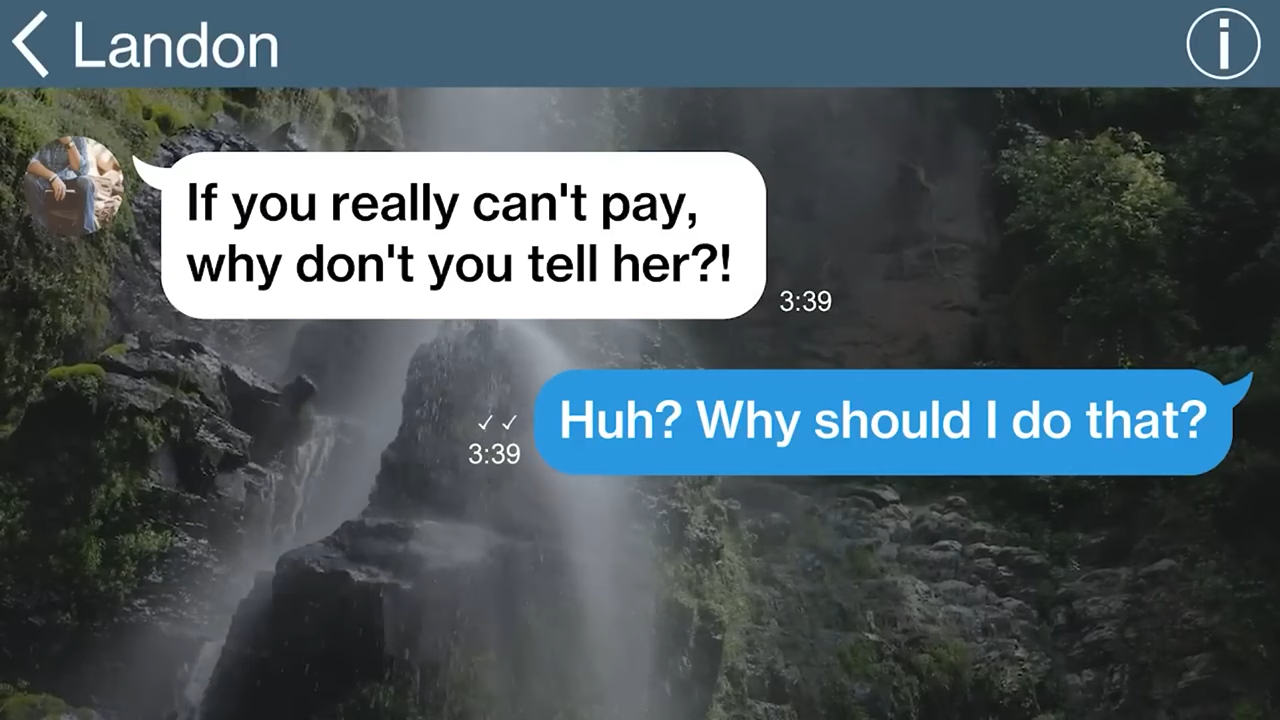 Landon
If you really can't pay,
why don't you tell her?!
3:39
Huh? Why should I do that?
3:39